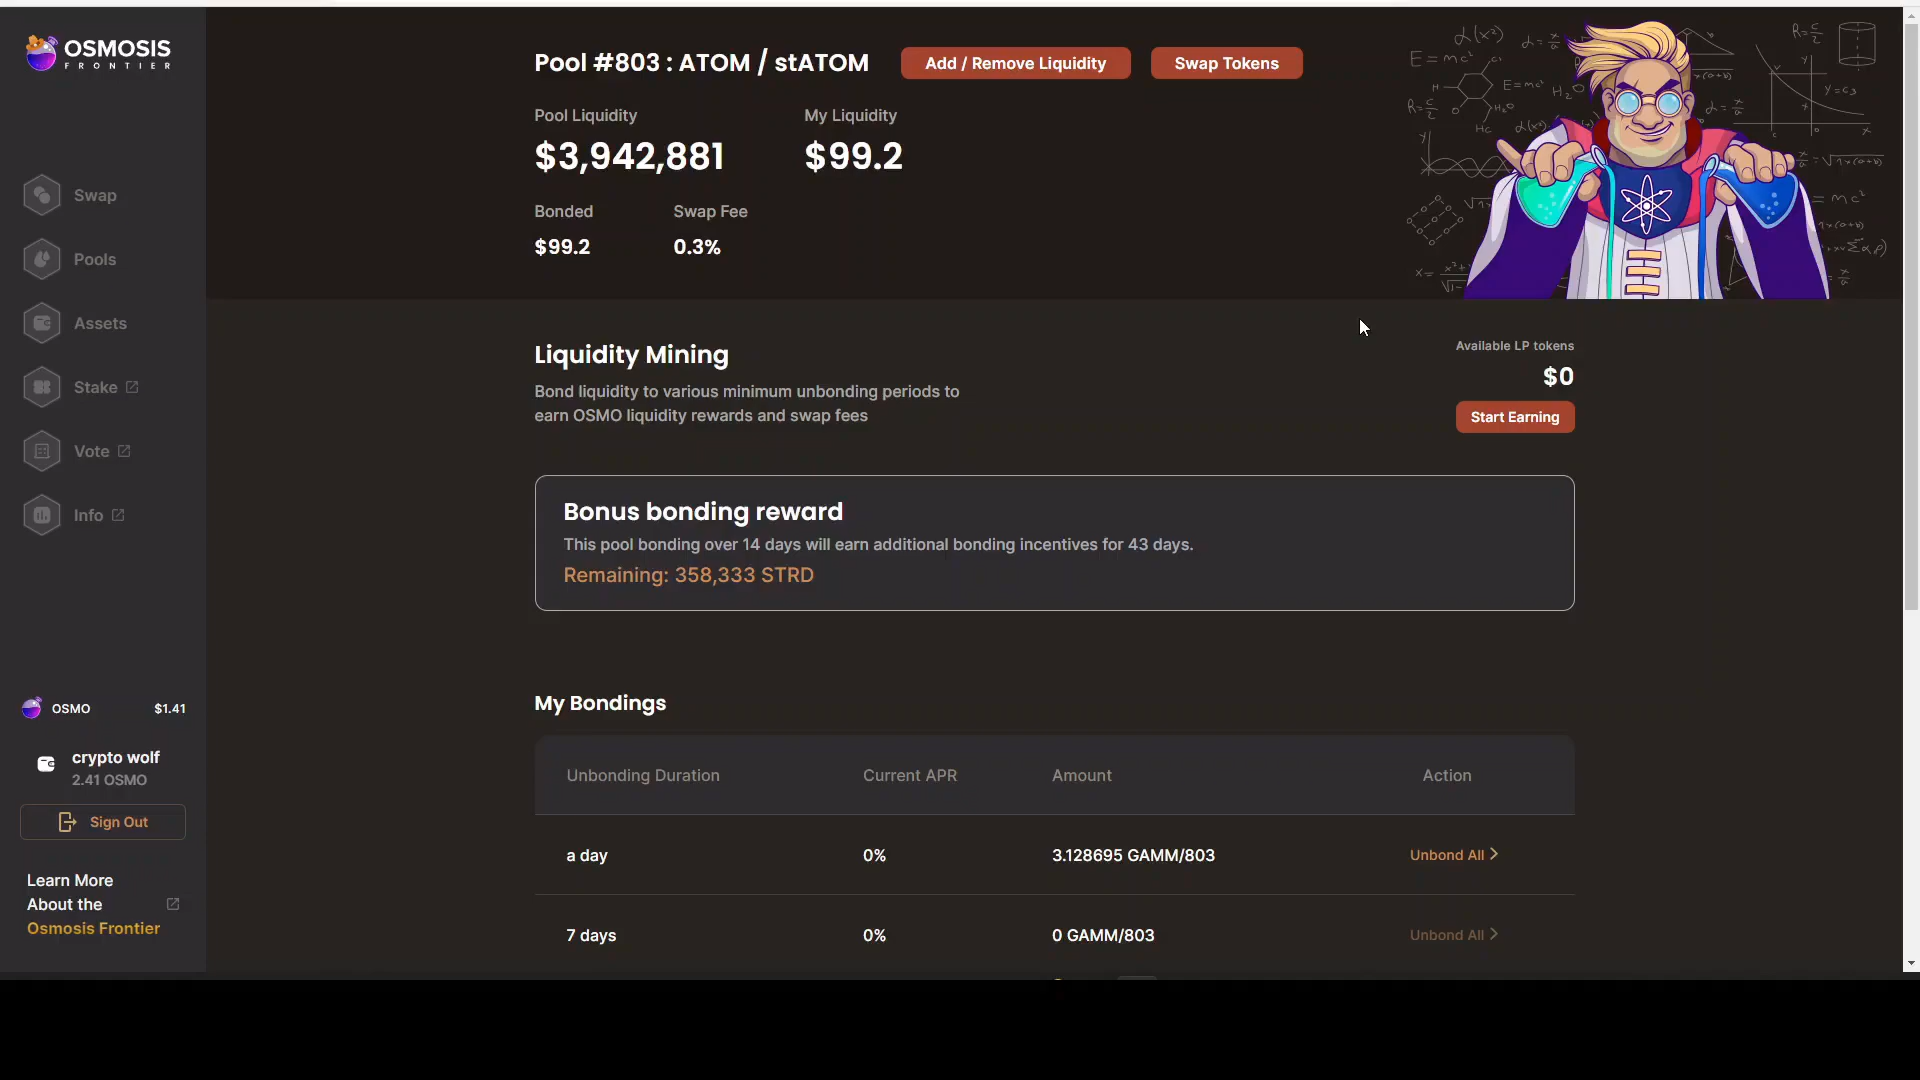 OSMOSIS
FRONTIER
Swap
Pools
Assets
Stake
Vote
Info
OSMO $1.41
crypto wolf
2.41 OSMO
Sign Out
Learn More
About the
Osmosis Frontier
Pool #803 : ATOM / stATOM
Add / Remove Liquidity
Swap Tokens
Pool Liquidity My Liquidity
$3,942,881 $99.2
Bonded Swap Fee
$99.2 0.3%
Liquidity Mining
Bond liquidity to various minimum unbonding periods to
earn OSMO liquidity rewards and swap fees
Available LP tokens
$0
Start Earning
Bonus bonding reward
This pool bonding over 14 days will earn additional bonding incentives for 43 days.
Remaining: 358,333 STRD
My Bondings
Unbonding Duration Current APR Amount Action
a day 0% 3.128695 GAMM/803 Unbond All
7 days 0% 0 GAMM/803 Unbond All